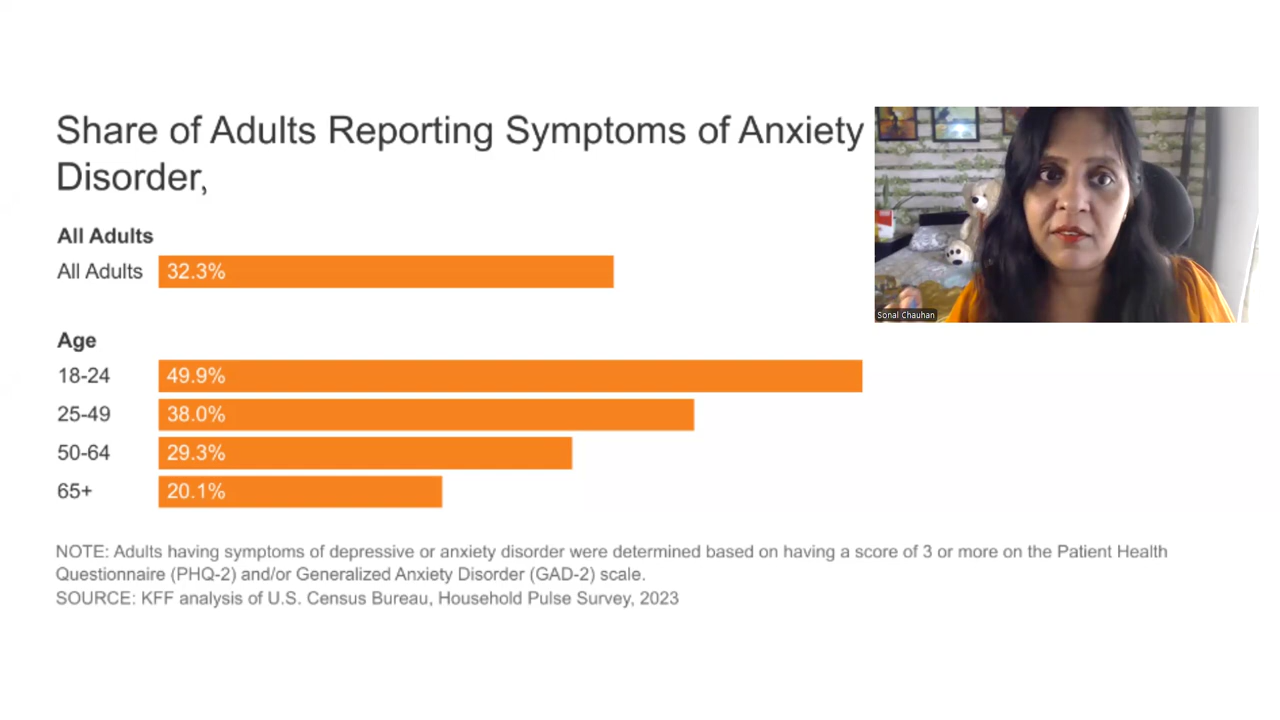 Share of Adults Reporting Symptoms of Anxiety
Disorder,
Sonal Chauhan
All Adults
All Adults 32.3%
Age
18-24 49.9%
25-49 38.0%
50-64 29.3%
65+ 20.1%
NOTE: Adults having symptoms of depressive or anxiety disorder were determined based on having a score of 3 or more on the Patient Health
Questionnaire (PHQ-2) and/or Generalized Anxiety Disorder (GAD-2) scale.
SOURCE: KFF analysis of U.S. Census Bureau, Household Pulse Survey, 2023